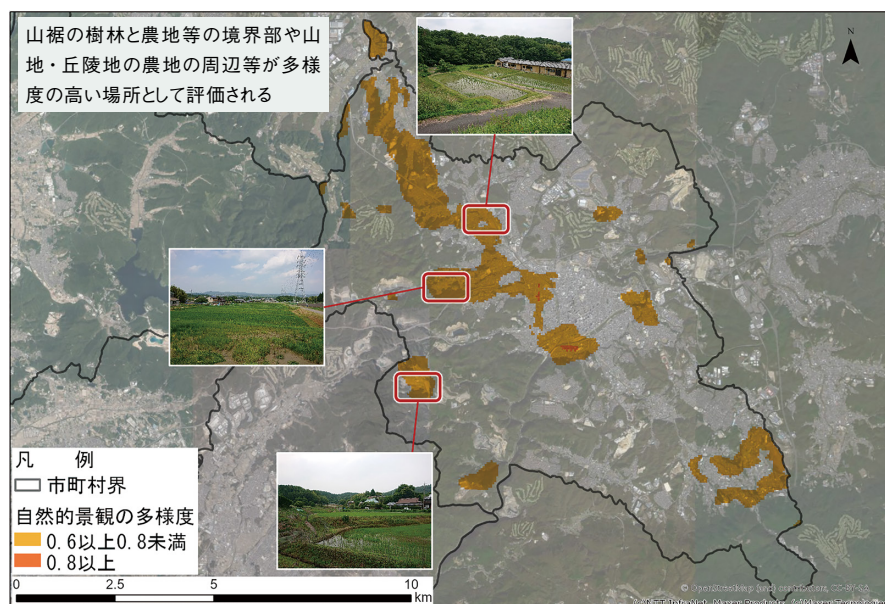 山裾の樹林と農地等の境界部や山
地・丘陵地の農地の周辺等が多様
度の高い場所として評価される
N
凡　例
市町村界
自然的景観の多様度
0.6以上0.8未満
0.8以上
0 2.5 5 10
km
© OpenStreetMap (and) contributors, CC-BY-SA